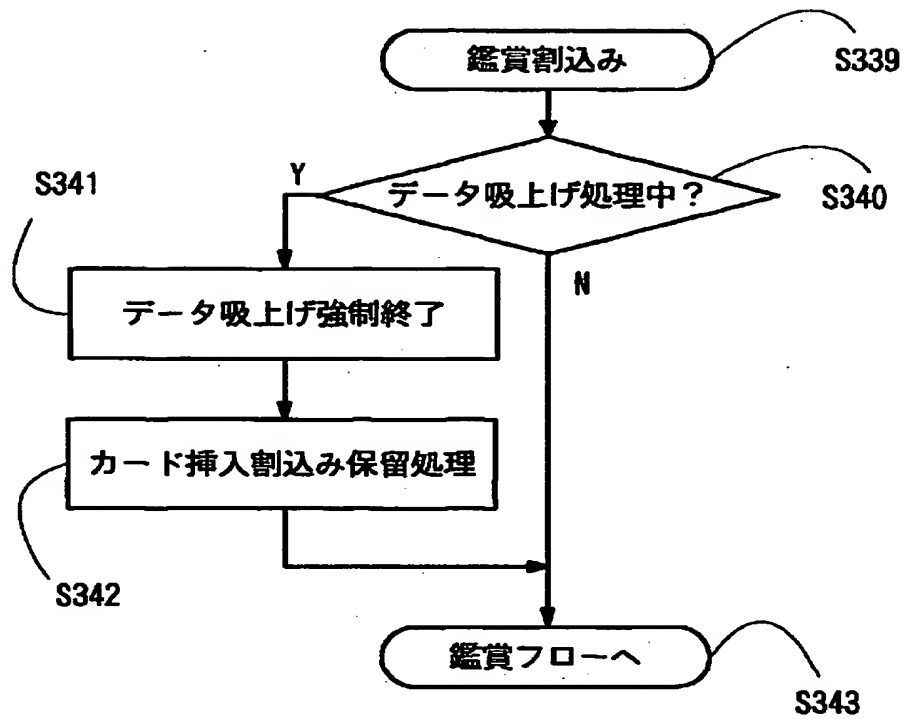 鑑賞割込み
S339
データ吸上げ処理中？
S340
Y
N
S341
データ吸上げ強制終了
カード挿入割込み保留処理
S342
鑑賞フローへ
S343